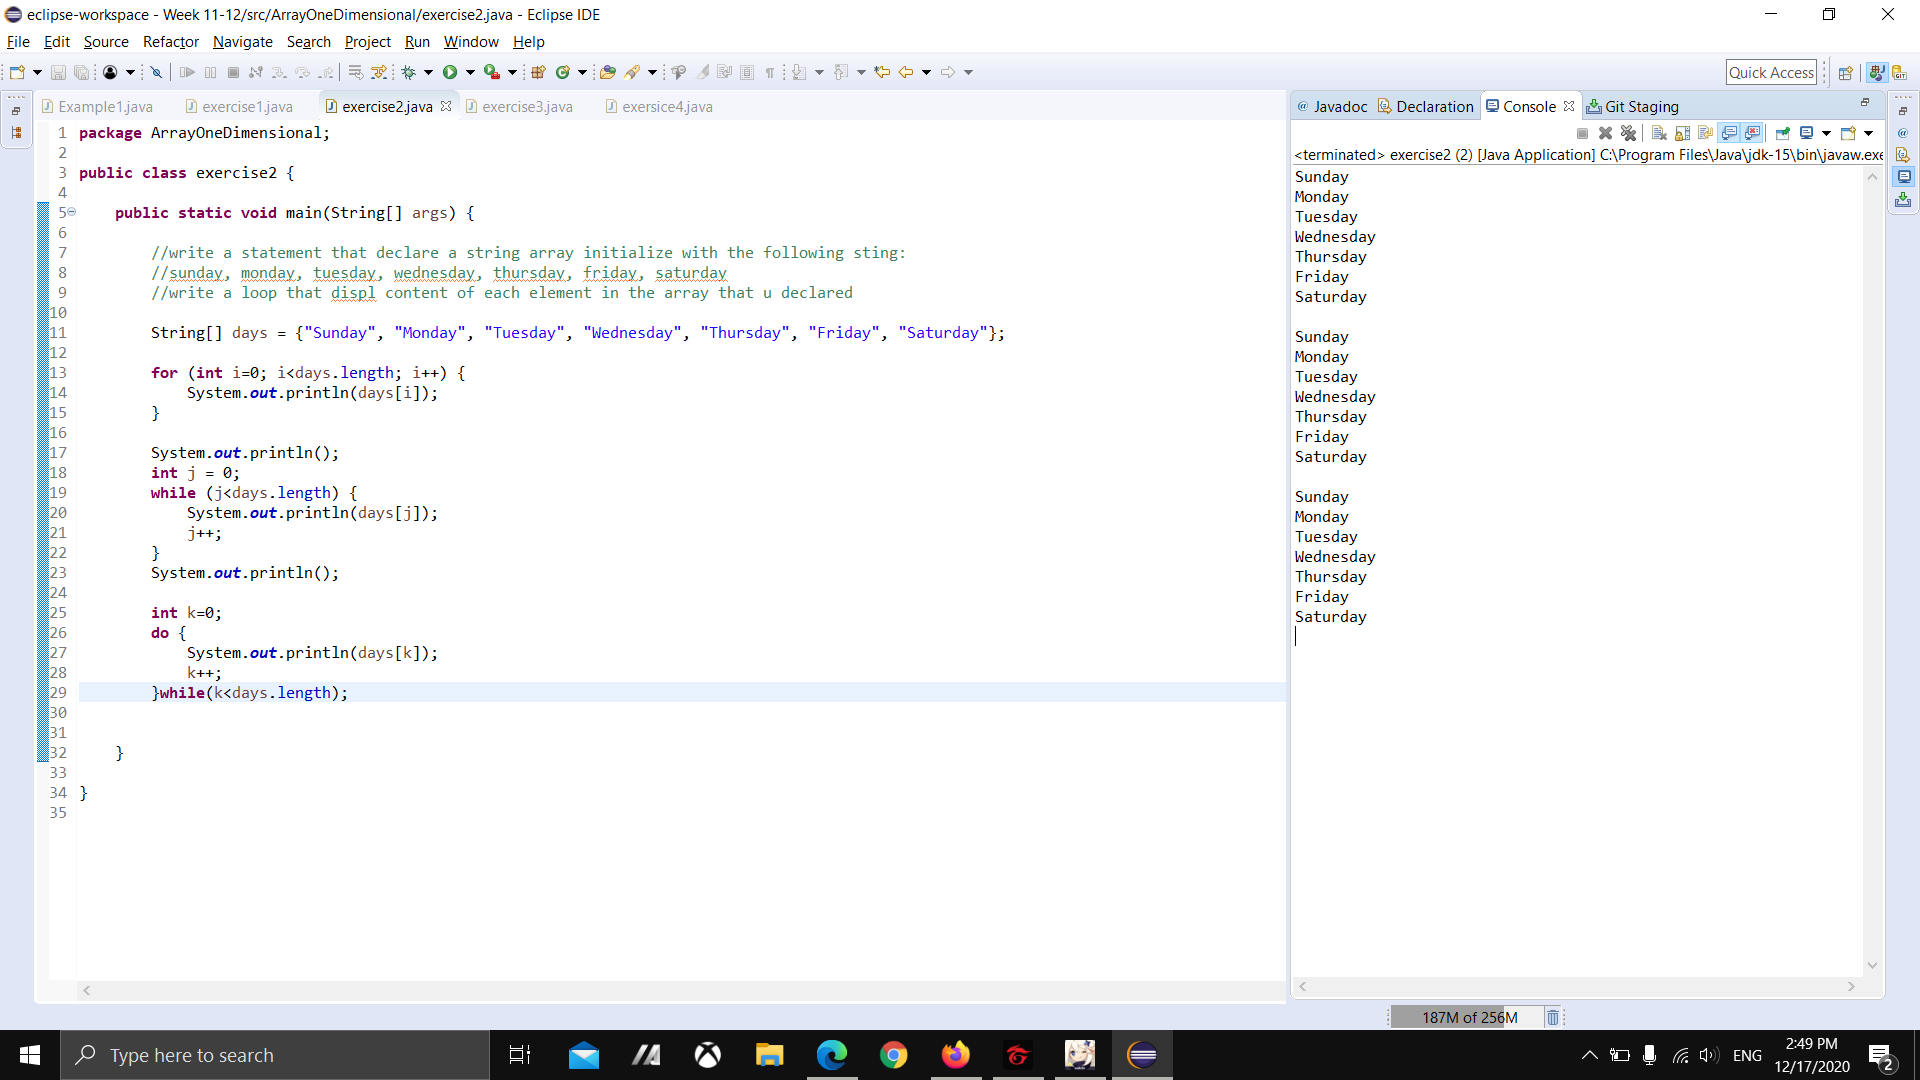 eclipse-workspace - Week 11-12/src/ArrayOneDimensional/exercise2.java - Eclipse IDE
File Edit Source Refactor Navigate Search Project Run Window Help
Quick Access
Example1.java exercise1.java exercise2.java exercise3.java exersice4.java
1 package ArrayOneDimensional;
2
3 public class exercise2 {
4
5 public static void main(String[] args) {
6
7 //write a statement that declare a string array initialize with the following sting:
8 //sunday, monday, tuesday, wednesday, thursday, friday, saturday
9 //write a loop that displ content of each element in the array that u declared
10
11 String[] days = {"Sunday", "Monday", "Tuesday", "Wednesday", "Thursday", "Friday", "Saturday"};
12
13 for (int i=0; i<days.length; i++) {
14 System.out.println(days[i]);
15 }
16
17 System.out.println();
18 int j = 0;
19 while (j<days.length) {
20 System.out.println(days[j]);
21 j++;
22 }
23 System.out.println();
24
25 int k=0;
26 do {
27 System.out.println(days[k]);
28 k++;
29 }while(k<days.length);
30
31
32 }
33
34 }
35
Javadoc Declaration Console Git Staging
<terminated> exercise2 (2) [Java Application] C:\Program Files\Java\jdk-15\bin\javaw.exe
Sunday
Monday
Tuesday
Wednesday
Thursday
Friday
Saturday
Sunday
Monday
Tuesday
Wednesday
Thursday
Friday
Saturday
Sunday
Monday
Tuesday
Wednesday
Thursday
Friday
Saturday
187M of 256M
Type here to search
ENG
2:49 PM
12/17/2020
2